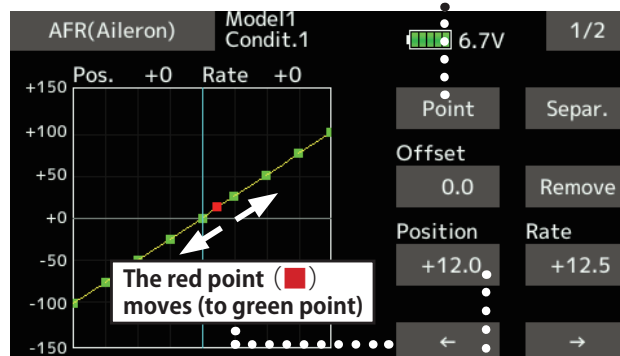 AFR(Aileron)
Model1
Condit.1
6.7V
1/2
Pos. +0 Rate +0
+150
+100
+50
+0
-50
-100
-150
Point
Separ.
Offset
0.0
Remove
Position
Rate
+12.0
+12.5
←
→
The red point (■)
moves (to green point)